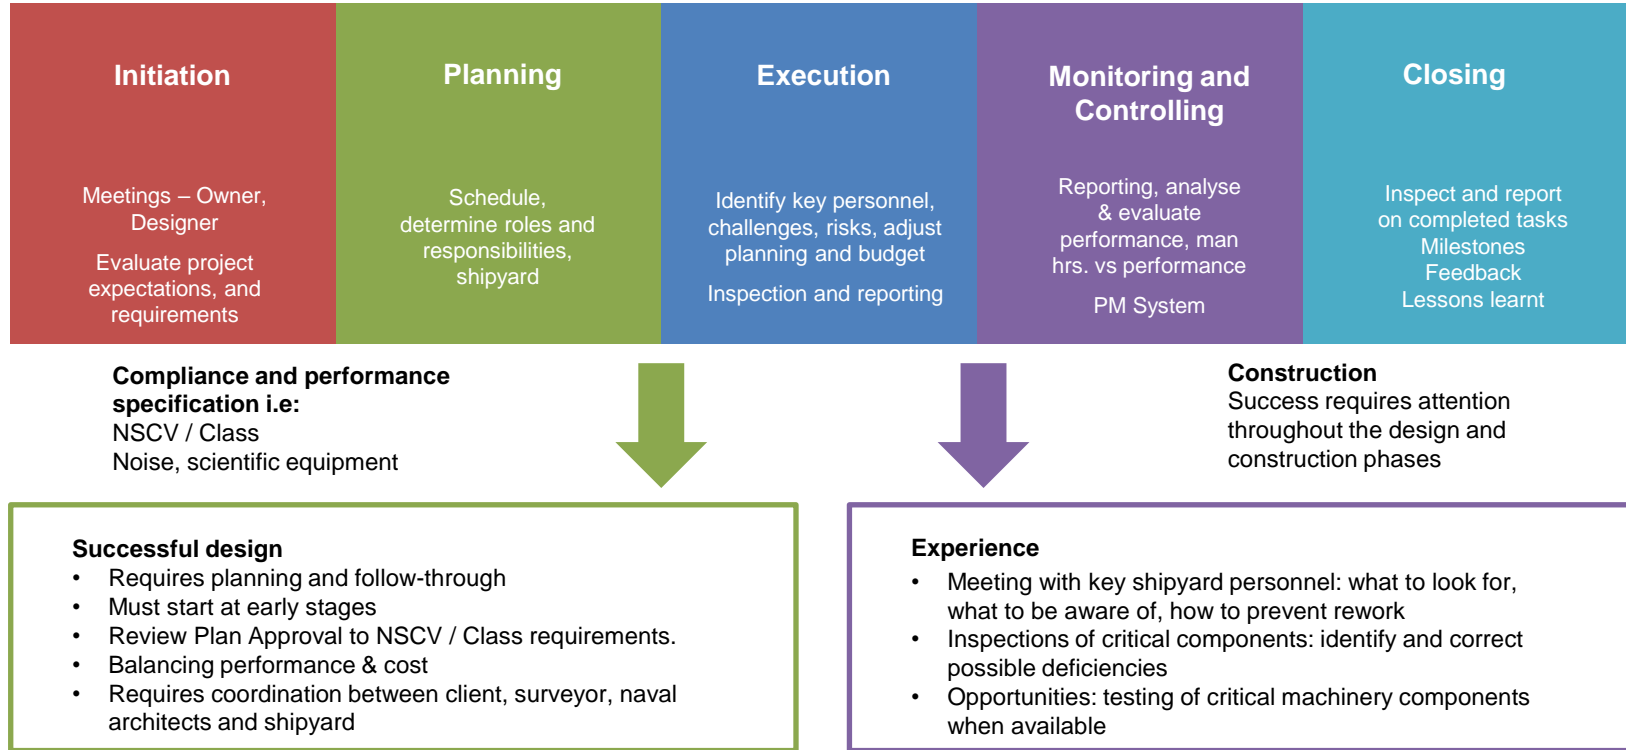 Initiation
Meetings – Owner,
Designer
Evaluate project
expectations, and
requirements
Planning
Schedule,
determine roles and
responsibilities,
shipyard
Execution
Identify key personnel,
challenges, risks, adjust
planning and budget
Inspection and reporting
Monitoring and
Controlling
Reporting, analyse
& evaluate
performance, man
hrs. vs performance
PM System
Closing
Inspect and report
on completed tasks
Milestones
Feedback
Lessons learnt
Compliance and performance
specification i.e:
NSCV / Class
Noise, scientific equipment
Construction
Success requires attention
throughout the design and
construction phases
Successful design
• Requires planning and follow-through
• Must start at early stages
• Review Plan Approval to NSCV / Class requirements.
• Balancing performance & cost
• Requires coordination between client, surveyor, naval
architects and shipyard
Experience
• Meeting with key shipyard personnel: what to look for,
what to be aware of, how to prevent rework
• Inspections of critical components: identify and correct
possible deficiencies
• Opportunities: testing of critical machinery components
when available